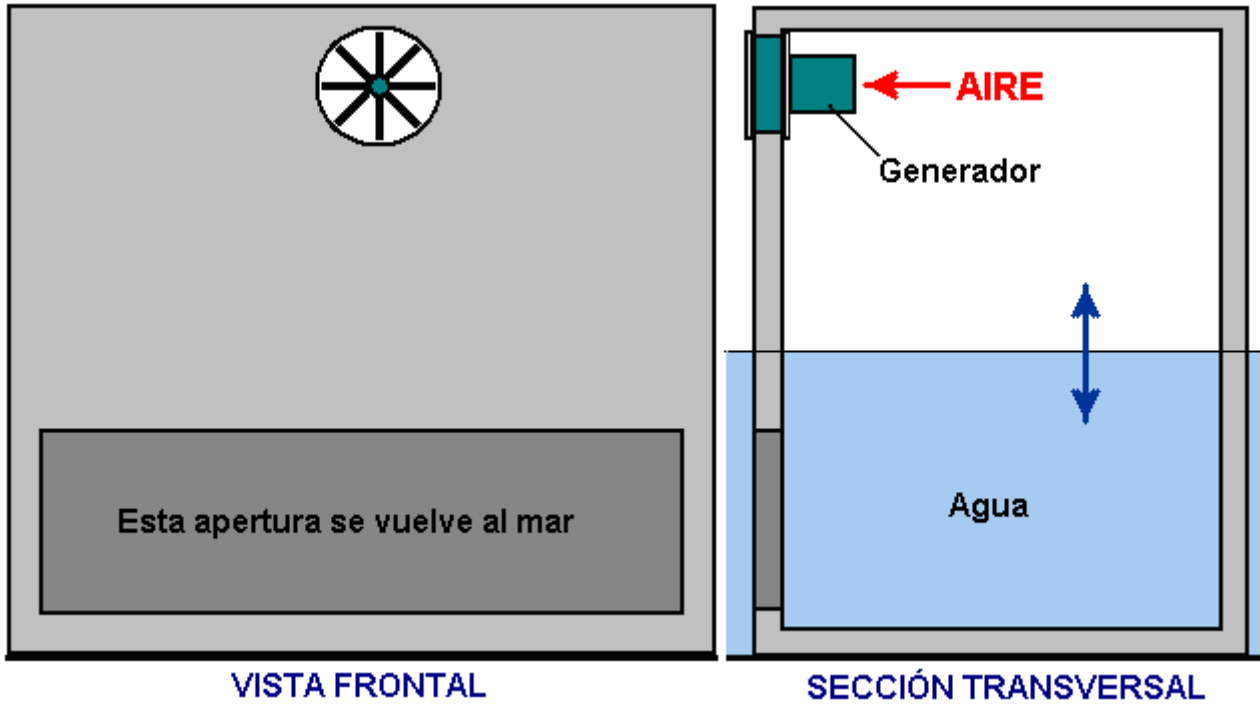 AIRE
Generador
Esta apertura se vuelve al mar
Agua
VISTA FRONTAL
SECCIÓN TRANSVERSAL